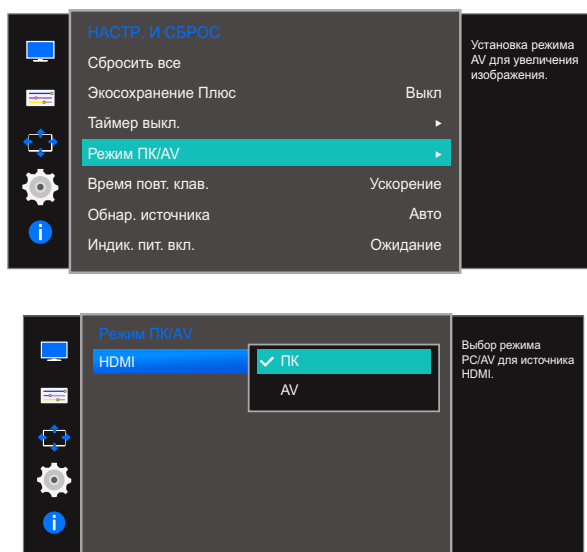 НАСТР. И СБРОС
Сбросить все
Экосохранение Плюс Выкл
Таймер выкл.
Режим ПК/AV
Время повт. клав. Ускорение
Обнар. источника Авто
Индик. пит. вкл. Ожидание
Установка режима
AV для увеличения
изображения.
Режим ПК/AV
HDMI
ПК
AV
Выбор режима
PC/AV для источника
HDMI.